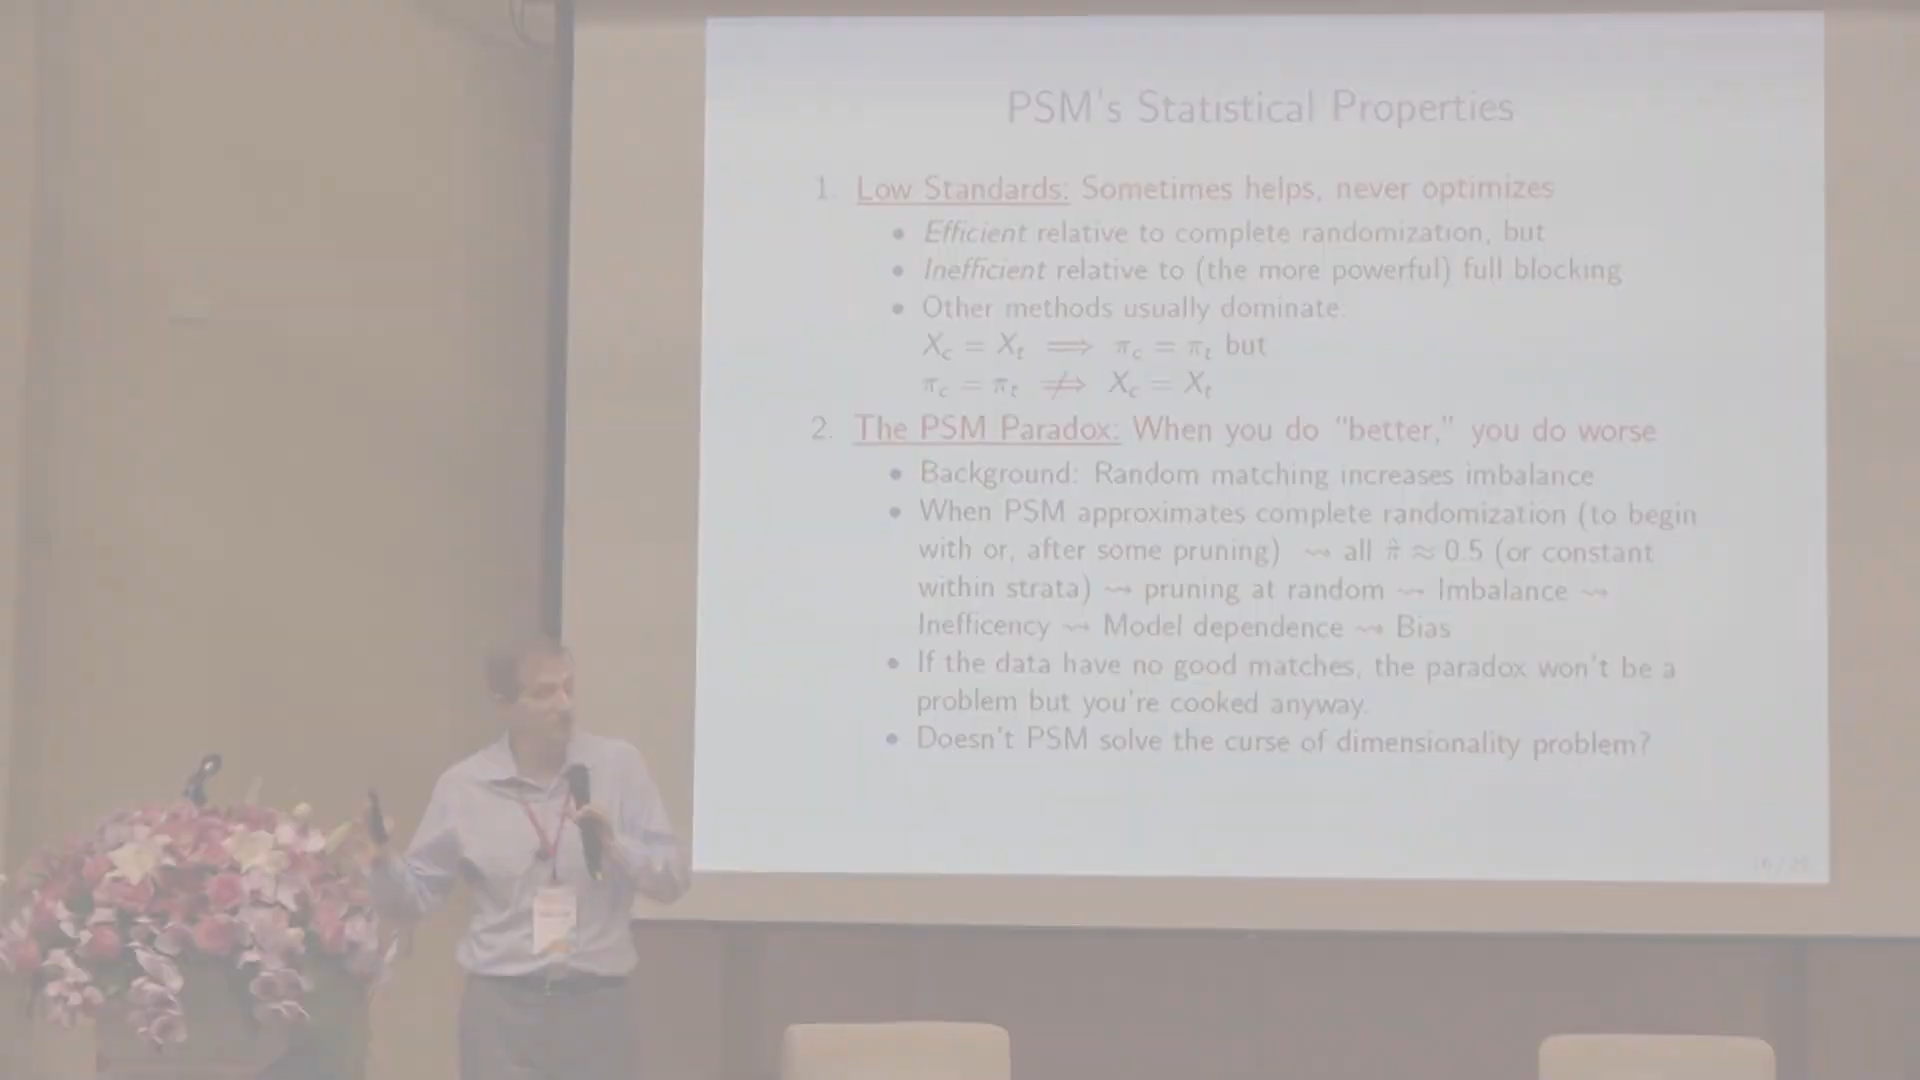 PSM's Statistical Properties
1. Low Standards: Sometimes helps, never optimizes
• Efficient relative to complete randomization, but
• Inefficient relative to (the more powerful) full blocking
• Other methods usually dominate:
X_c = X_t ⟹ π_c = π_t but
π_c = π_t ⇏ X_c = X_t
2. The PSM Paradox: When you do "better," you do worse
• Background: Random matching increases imbalance
• When PSM approximates complete randomization (to begin
with or, after some pruning) ⇝ all π̂ ≈ 0.5 (or constant
within strata) ⇝ pruning at random ⇝ Imbalance ⇝
Inefficency ⇝ Model dependence ⇝ Bias
• If the data have no good matches, the paradox won't be a
problem but you're cooked anyway.
• Doesn't PSM solve the curse of dimensionality problem?